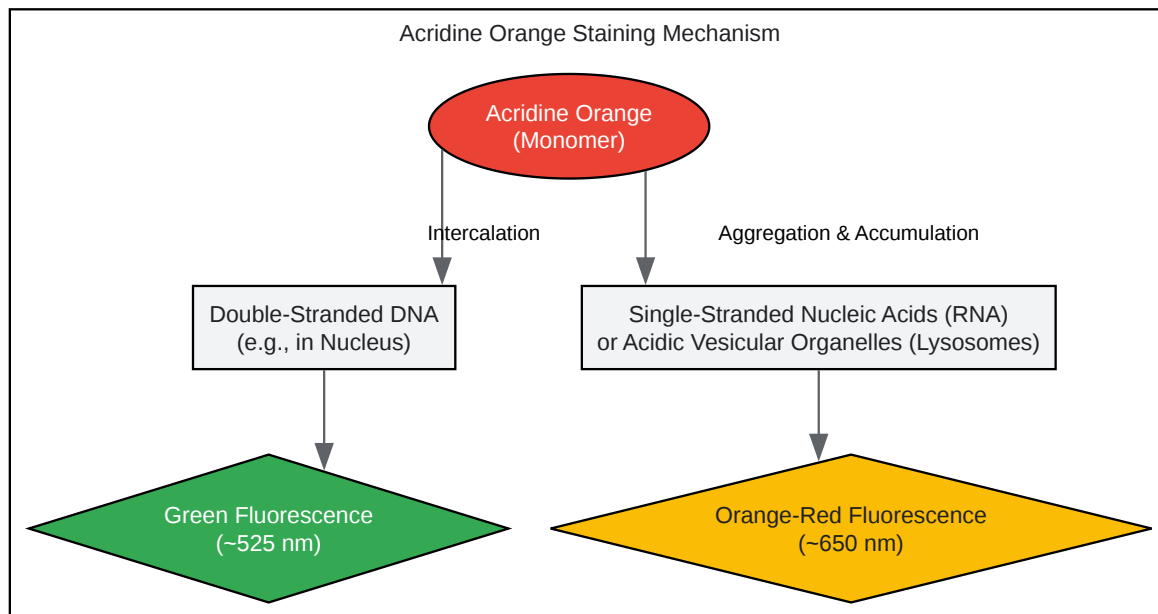 Acridine Orange Staining Mechanism
Acridine Orange
(Monomer)
Intercalation
Aggregation & Accumulation
Double-Stranded DNA
(e.g., in Nucleus)
Single-Stranded Nucleic Acids (RNA)
or Acidic Vesicular Organelles (Lysosomes)
Green Fluorescence
(~525 nm)
Orange-Red Fluorescence
(~650 nm)